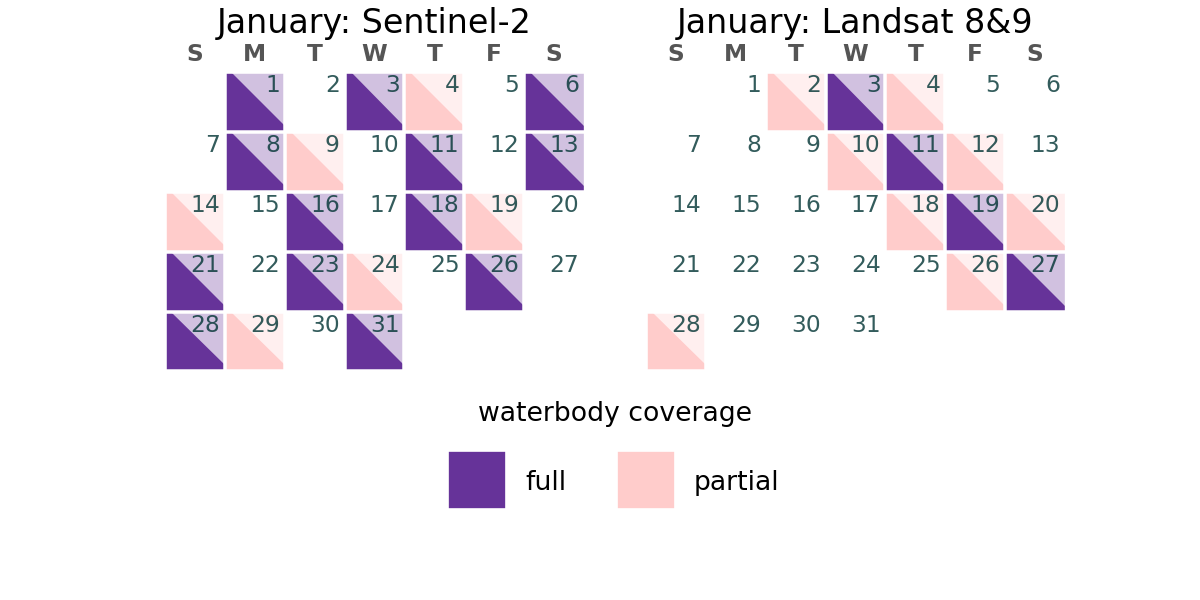 January: Sentinel-2
S M T W T F S
1 2 3 4 5 6
7 8 9 10 11 12 13
14 15 16 17 18 19 20
21 22 23 24 25 26 27
28 29 30 31
January: Landsat 8&9
S M T W T F S
1 2 3 4 5 6
7 8 9 10 11 12 13
14 15 16 17 18 19 20
21 22 23 24 25 26 27
28 29 30 31
waterbody coverage
full partial